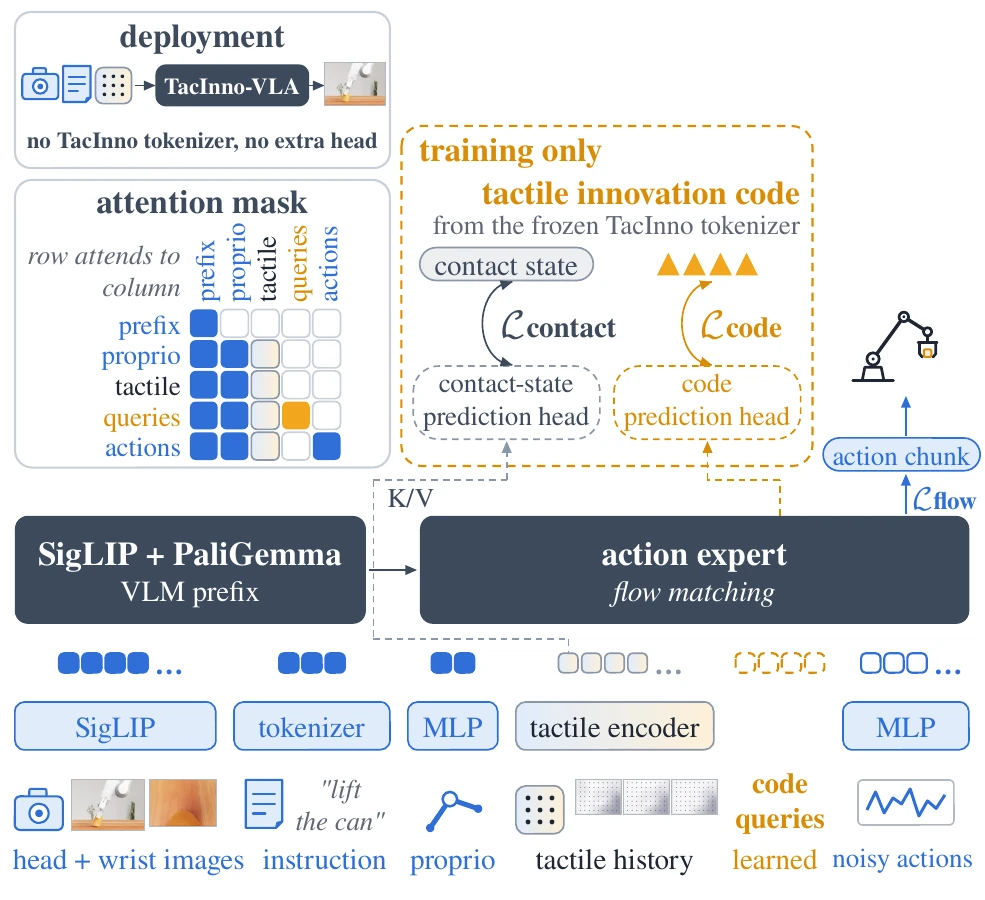 deployment
TacInno-VLA
no TacInno tokenizer, no extra head
attention mask
row attends to
column
prefix
proprio
tactile
queries
actions
prefix
proprio
tactile
queries
actions
training only
tactile innovation code
from the frozen TacInno tokenizer
contact state
ℒcontact
ℒcode
contact-state
prediction head
code
prediction head
action chunk
ℒflow
K/V
SigLIP + PaliGemma
VLM prefix
action expert
flow matching
...
...
...
SigLIP
tokenizer
MLP
tactile encoder
MLP
"lift
the can"
code
queries
head + wrist images
instruction
proprio
tactile history
learned
noisy actions